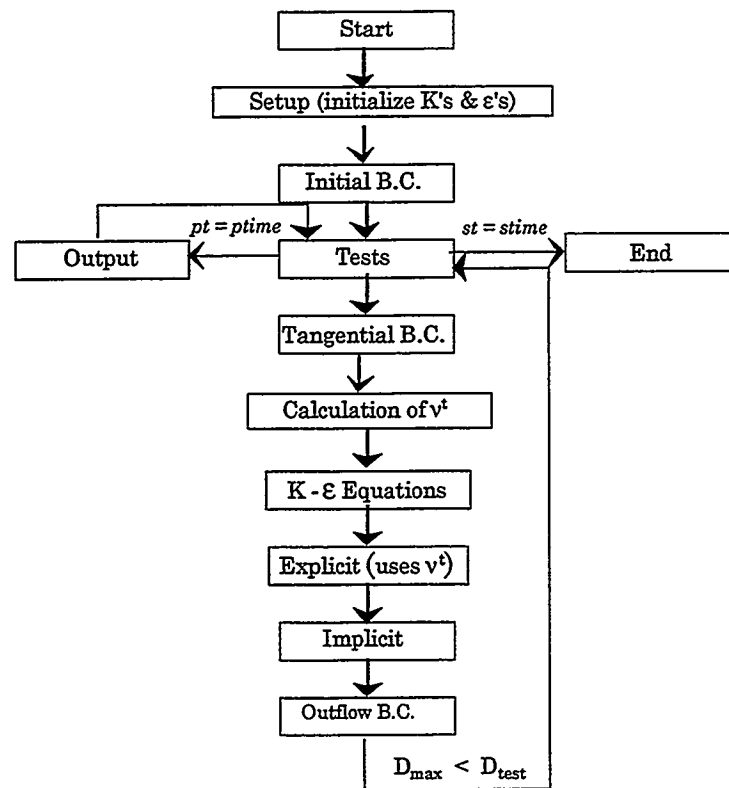 Start
Setup (initialize K's & ε's)
Initial B.C.
pt = ptime
st = stime
Output
Tests
End
Tangential B.C.
Calculation of νᵗ
K - ε Equations
Explicit (uses νᵗ)
Implicit
Outflow B.C.
D_max < D_test